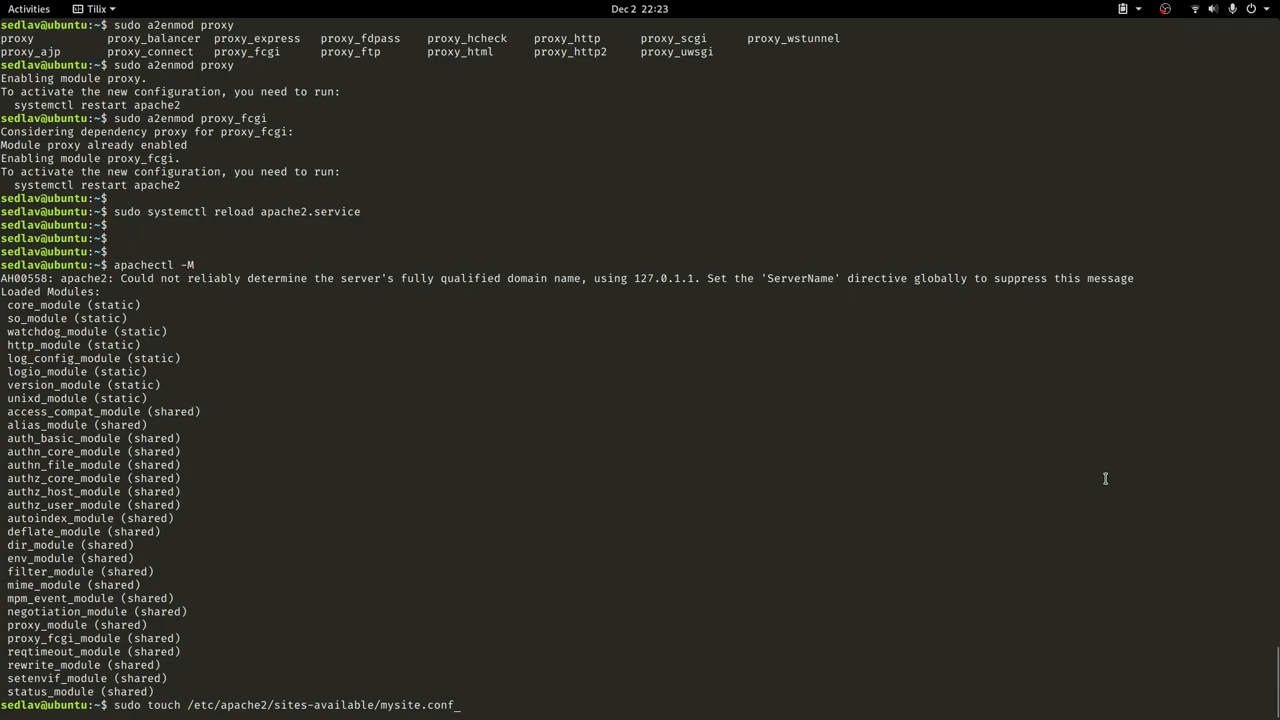 Activities Tilix Dec 2 22:23
sedlav@ubuntu:~$ sudo a2enmod proxy
proxy proxy_balancer proxy_express proxy_fdpass proxy_hcheck proxy_http proxy_scgi proxy_wstunnel
proxy_ajp proxy_connect proxy_fcgi proxy_ftp proxy_html proxy_http2 proxy_uwsgi
sedlav@ubuntu:~$ sudo a2enmod proxy
Enabling module proxy.
To activate the new configuration, you need to run:
  systemctl restart apache2
sedlav@ubuntu:~$ sudo a2enmod proxy_fcgi
Considering dependency proxy for proxy_fcgi:
Module proxy already enabled
Enabling module proxy_fcgi.
To activate the new configuration, you need to run:
  systemctl restart apache2
sedlav@ubuntu:~$
sedlav@ubuntu:~$ sudo systemctl reload apache2.service
sedlav@ubuntu:~$
sedlav@ubuntu:~$
sedlav@ubuntu:~$
sedlav@ubuntu:~$ apachectl -M
AH00558: apache2: Could not reliably determine the server's fully qualified domain name, using 127.0.1.1. Set the 'ServerName' directive globally to suppress this message
Loaded Modules:
 core_module (static)
 so_module (static)
 watchdog_module (static)
 http_module (static)
 log_config_module (static)
 logio_module (static)
 version_module (static)
 unixd_module (static)
 access_compat_module (shared)
 alias_module (shared)
 auth_basic_module (shared)
 authn_core_module (shared)
 authn_file_module (shared)
 authz_core_module (shared)
 authz_host_module (shared)
 authz_user_module (shared)
 autoindex_module (shared)
 deflate_module (shared)
 dir_module (shared)
 env_module (shared)
 filter_module (shared)
 mime_module (shared)
 mpm_event_module (shared)
 negotiation_module (shared)
 proxy_module (shared)
 proxy_fcgi_module (shared)
 reqtimeout_module (shared)
 rewrite_module (shared)
 setenvif_module (shared)
 status_module (shared)
sedlav@ubuntu:~$ sudo touch /etc/apache2/sites-available/mysite.conf_